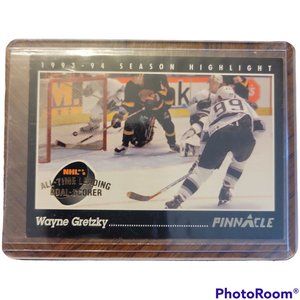 1993-94 SEASON HIGHLIGHT
99
NHL's
ALL-TIME LEADING
GOAL-SCORER
Wayne Gretzky
PINNACLE
PhotoRoom®